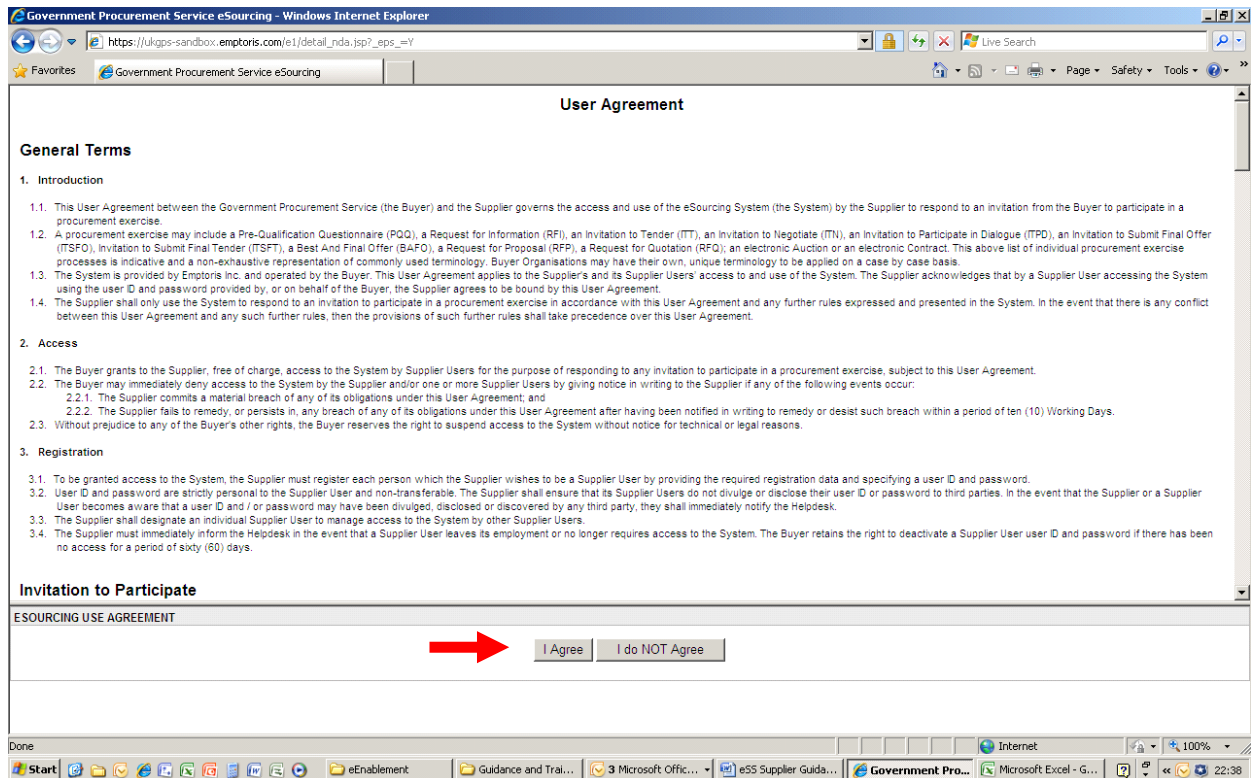 Government Procurement Service eSourcing - Windows Internet Explorer
https://ukgps-sandbox.emptoris.com/e1/detail_nda.jsp?_eps_=Y
Live Search
Favorites
Government Procurement Service eSourcing
Page
Safety
Tools
User Agreement
General Terms
1. Introduction
1.1. This User Agreement between the Government Procurement Service (the Buyer) and the Supplier governs the access and use of the eSourcing System (the System) by the Supplier to respond to an invitation from the Buyer to participate in a
procurement exercise.
1.2. A procurement exercise may include a Pre-Qualification Questionnaire (PQQ), a Request for Information (RFI), an Invitation to Tender (ITT), an Invitation to Negotiate (ITN), an Invitation to Participate in Dialogue (ITPD), an Invitation to Submit Final Offer
(ITSFO), Invitation to Submit Final Tender (ITSFT), a Best And Final Offer (BAFO), a Request for Proposal (RFP), a Request for Quotation (RFQ); an electronic Auction or an electronic Contract. This above list of individual procurement exercise
processes is indicative and a non-exhaustive representation of commonly used terminology. Buyer Organisations may have their own, unique terminology to be applied on a case by case basis.
1.3. The System is provided by Emptoris Inc. and operated by the Buyer. This User Agreement applies to the Supplier's and its Supplier Users' access to and use of the System. The Supplier acknowledges that by a Supplier User accessing the System
using the user ID and password provided by, or on behalf of the Buyer, the Supplier agrees to be bound by this User Agreement.
1.4. The Supplier shall only use the System to respond to an invitation to participate in a procurement exercise in accordance with this User Agreement and any further rules expressed and presented in the System. In the event that there is any conflict
between this User Agreement and any such further rules, then the provisions of such further rules shall take precedence over this User Agreement.
2. Access
2.1. The Buyer grants to the Supplier, free of charge, access to the System by Supplier Users for the purpose of responding to any invitation to participate in a procurement exercise, subject to this User Agreement.
2.2. The Buyer may immediately deny access to the System by the Supplier and/or one or more Supplier Users by giving notice in writing to the Supplier if any of the following events occur:
2.2.1. The Supplier commits a material breach of any of its obligations under this User Agreement; and
2.2.2. The Supplier fails to remedy, or persists in, any breach of any of its obligations under this User Agreement after having been notified in writing to remedy or desist such breach within a period of ten (10) Working Days.
2.3. Without prejudice to any of the Buyer's other rights, the Buyer reserves the right to suspend access to the System without notice for technical or legal reasons.
3. Registration
3.1. To be granted access to the System, the Supplier must register each person which the Supplier wishes to be a Supplier User by providing the required registration data and specifying a user ID and password.
3.2. User ID and password are strictly personal to the Supplier User and non-transferable. The Supplier shall ensure that its Supplier Users do not divulge or disclose their user ID or password to third parties. In the event that the Supplier or a Supplier
User becomes aware that a user ID and / or password may have been divulged, disclosed or discovered by any third party, they shall immediately notify the Helpdesk.
3.3. The Supplier shall designate an individual Supplier User to manage access to the System by other Supplier Users.
3.4. The Supplier must immediately inform the Helpdesk in the event that a Supplier User leaves its employment or no longer requires access to the System. The Buyer retains the right to deactivate a Supplier User user ID and password if there has been
no access for a period of sixty (60) days.
Invitation to Participate
ESOURCING USE AGREEMENT
I Agree
I do NOT Agree
Done
Internet
100%
Start
eEnablement
Guidance and Trai...
3 Microsoft Offic...
eSS Supplier Guida...
Government Pro...
Microsoft Excel - G...
22:38